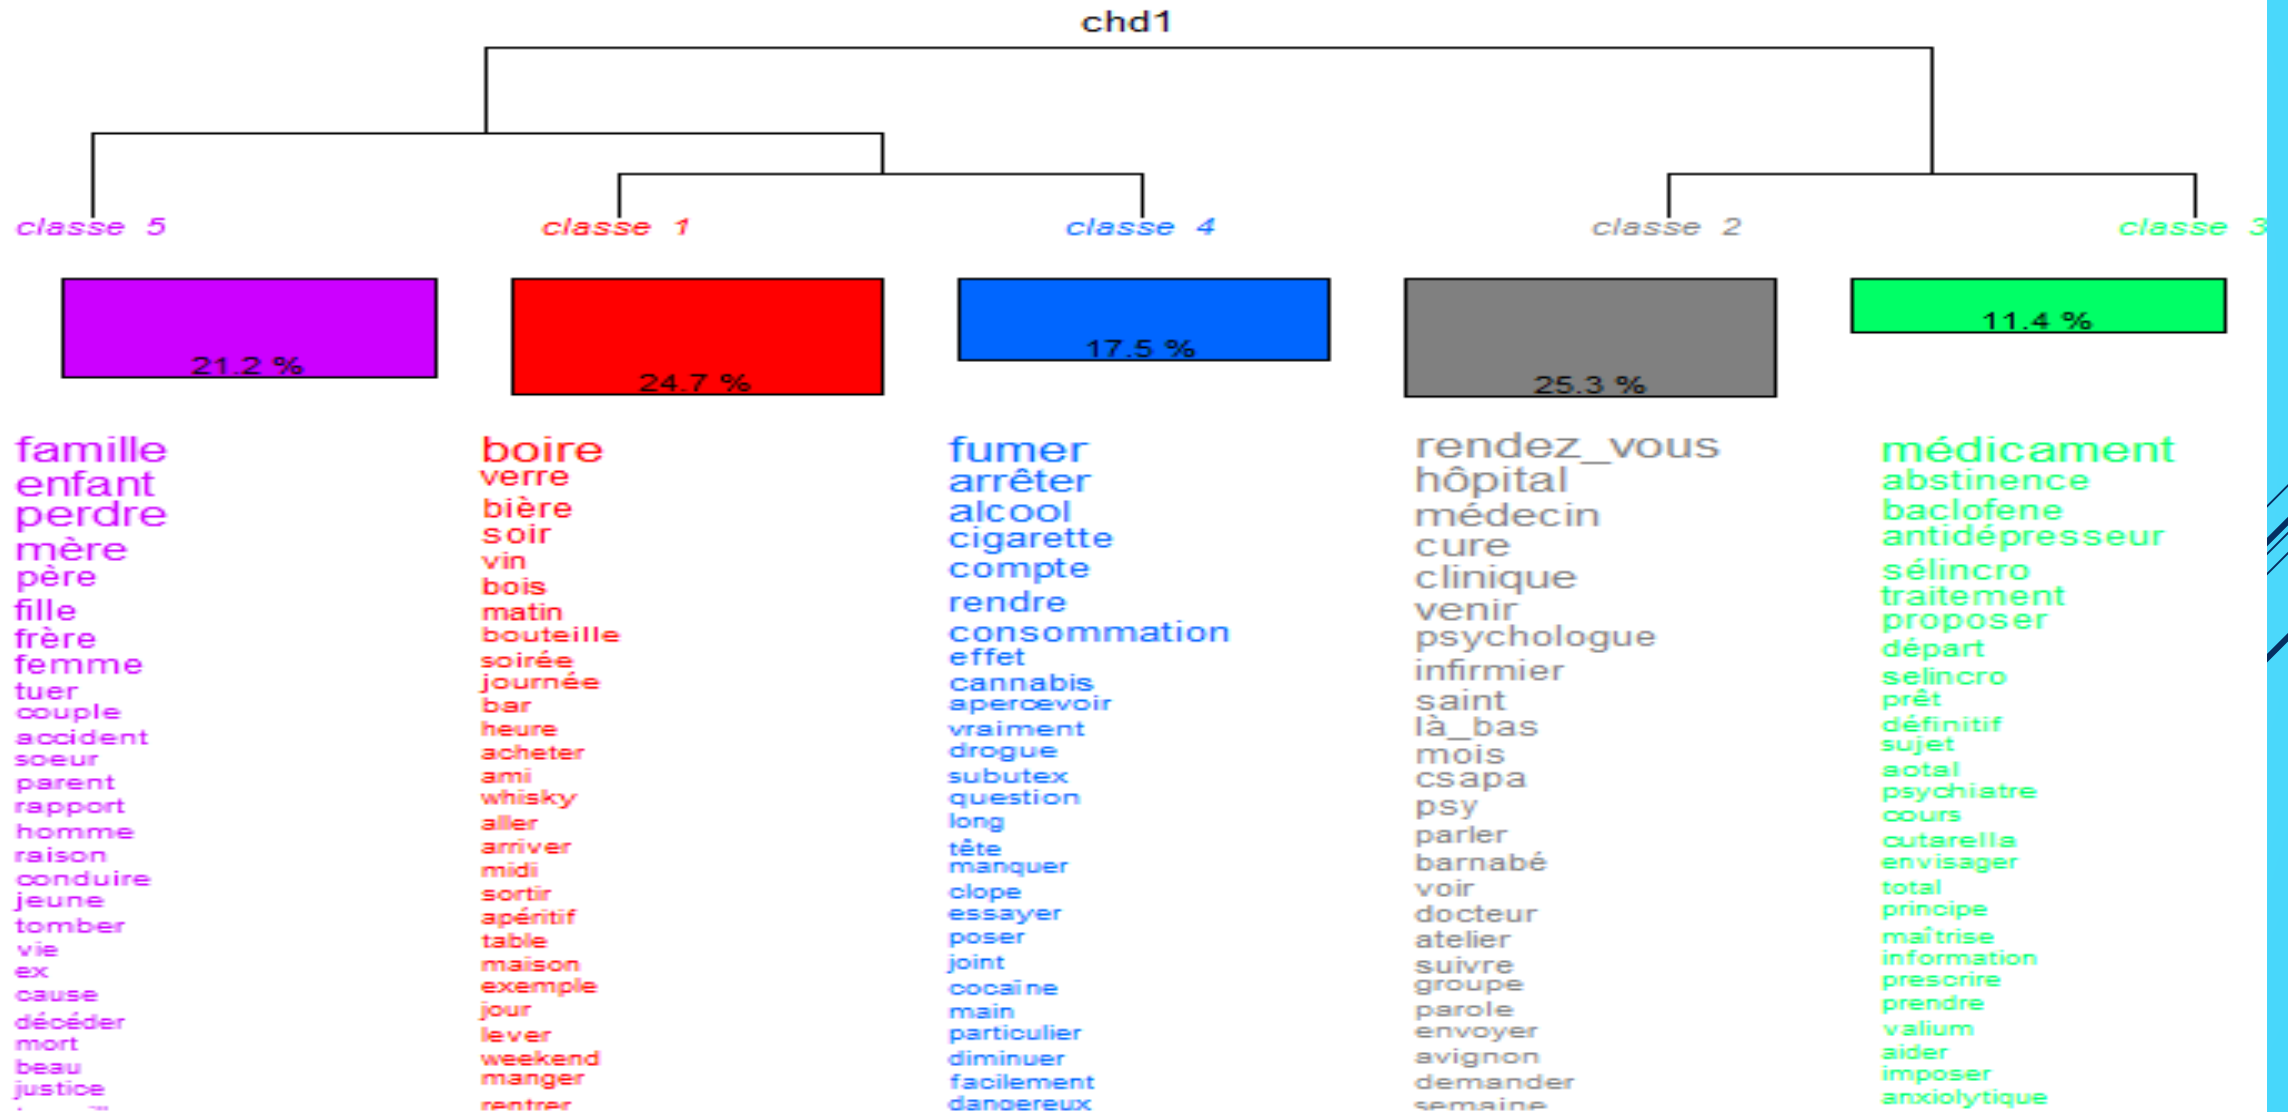 chd1
classe 5
classe 1
classe 4
classe 2
classe 3
21.2 %
24.7 %
17.5 %
25.3 %
11.4 %
famille
enfant
perdre
mère
père
fille
frère
femme
tuer
couple
accident
soeur
parent
rapport
homme
raison
conduire
jeune
tomber
vie
ex
cause
décéder
mort
beau
justice
boire
verre
bière
soir
vin
bois
matin
bouteille
soirée
journée
bar
heure
acheter
ami
whisky
aller
arriver
midi
sortir
apéritif
table
maison
exemple
jour
lever
weekend
manger
rentrer
fumer
arrêter
alcool
cigarette
compte
rendre
consommation
effet
cannabis
apercevoir
vraiment
drogue
subutex
question
long
tête
manquer
clope
essayer
poser
joint
cocaïne
main
particulier
diminuer
facilement
dangereux
rendez_vous
hôpital
médecin
cure
clinique
venir
psychologue
infirmier
saint
là_bas
mois
csapa
psy
parler
barnabé
voir
docteur
atelier
suivre
groupe
parole
envoyer
avignon
demander
semaine
médicament
abstinence
baclofene
antidépresseur
sélincro
traitement
proposer
départ
selincro
prêt
définitif
sujet
aotal
psychiatre
cours
cutarella
envisager
total
principe
maîtrise
information
prescrire
prendre
valium
aider
imposer
anxiolytique